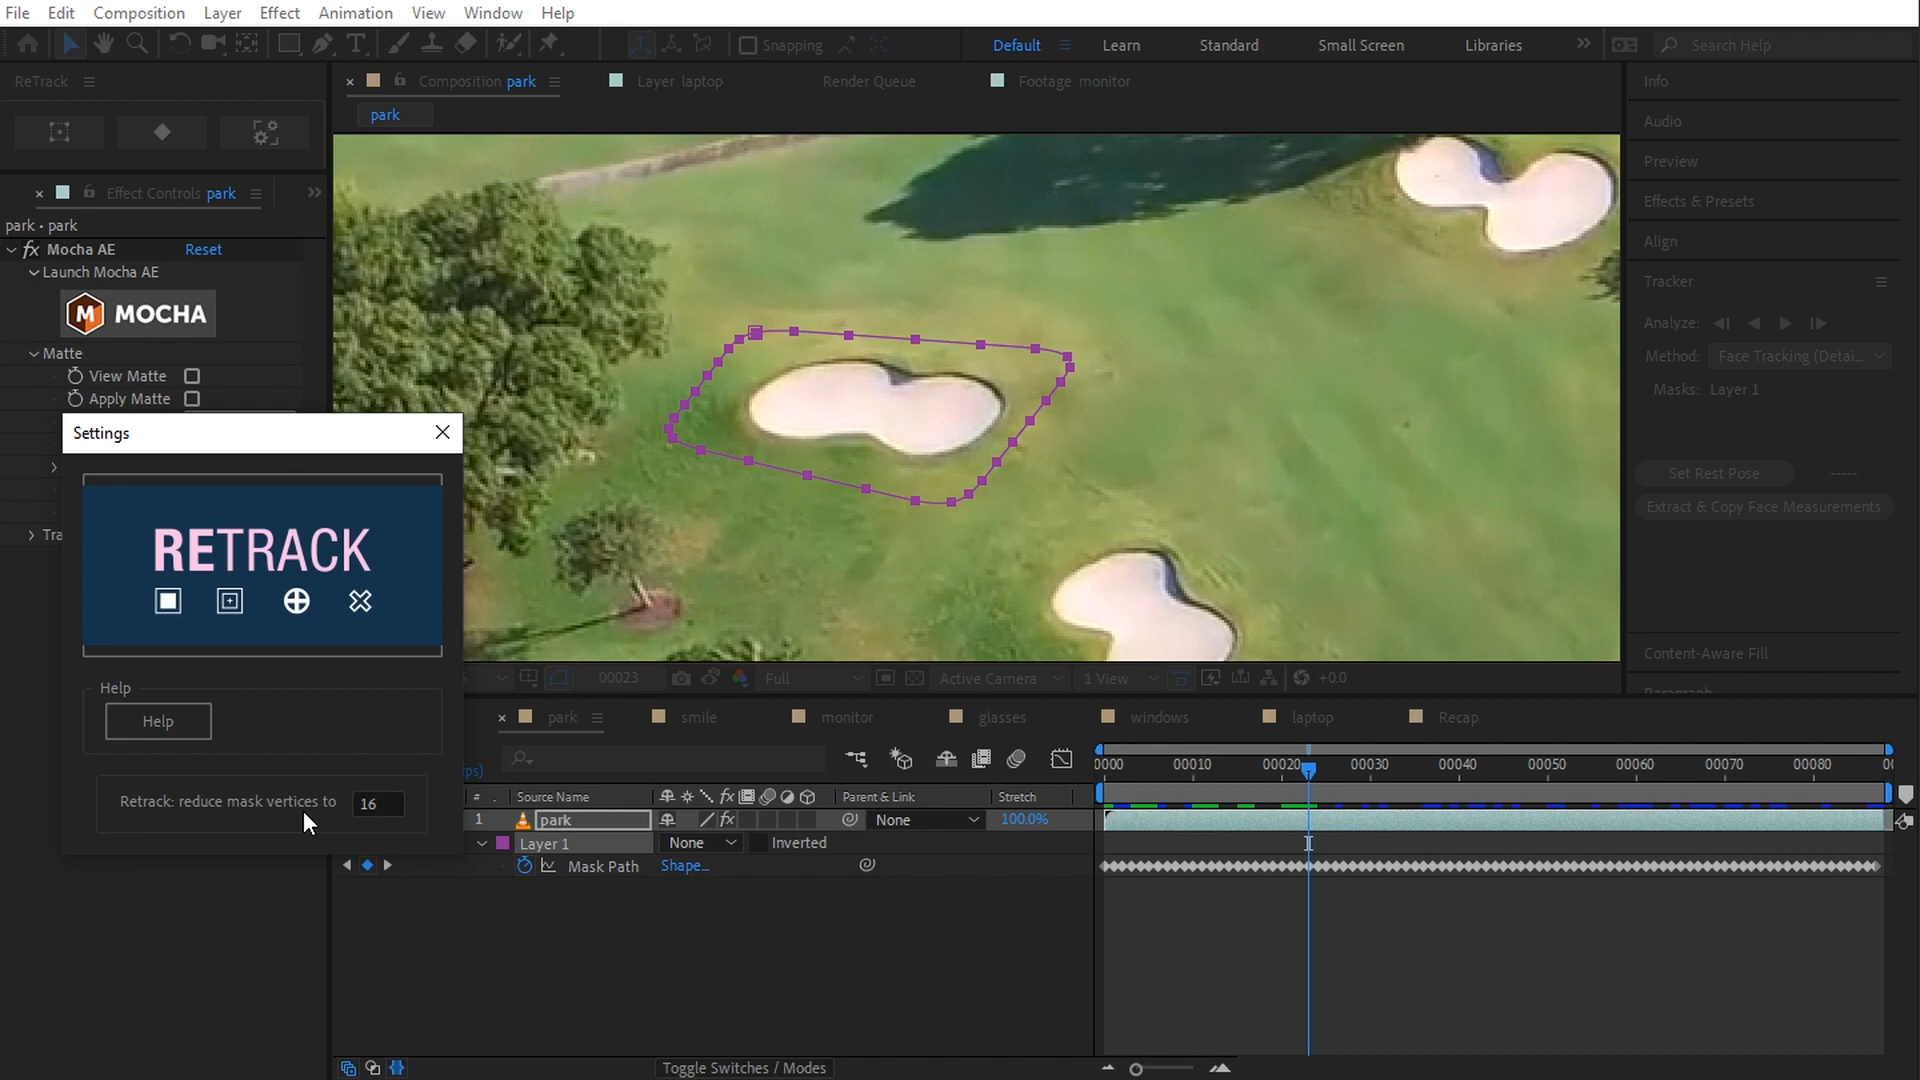 File Edit Composition Layer Effect Animation View Window Help
Snapping
Default Learn Standard Small Screen Libraries Search Help
ReTrack
Composition park Layer laptop Render Queue Footage monitor
park
Effect Controls park
park • park
fx Mocha AE Reset
Launch Mocha AE
M MOCHA
Matte
View Matte
Apply Matte
Tra
Settings
RETRACK
Help
Help
Retrack: reduce mask vertices to 16
Info
Audio
Preview
Effects & Presets
Align
Tracker
Analyze:
Method: Face Tracking (Detai...
Masks: Layer 1
Set Rest Pose -----
Extract & Copy Face Measurements
Content-Aware Fill
00023 Full Active Camera 1 View +0.0
park smile monitor glasses windows laptop Recap
fps)
0000 00010 00020 00030 00040 00050 00060 00070 00080
# . Source Name fx Parent & Link Stretch
1 park fx None 100.0%
Layer 1 None Inverted
Mask Path Shape...
Toggle Switches / Modes